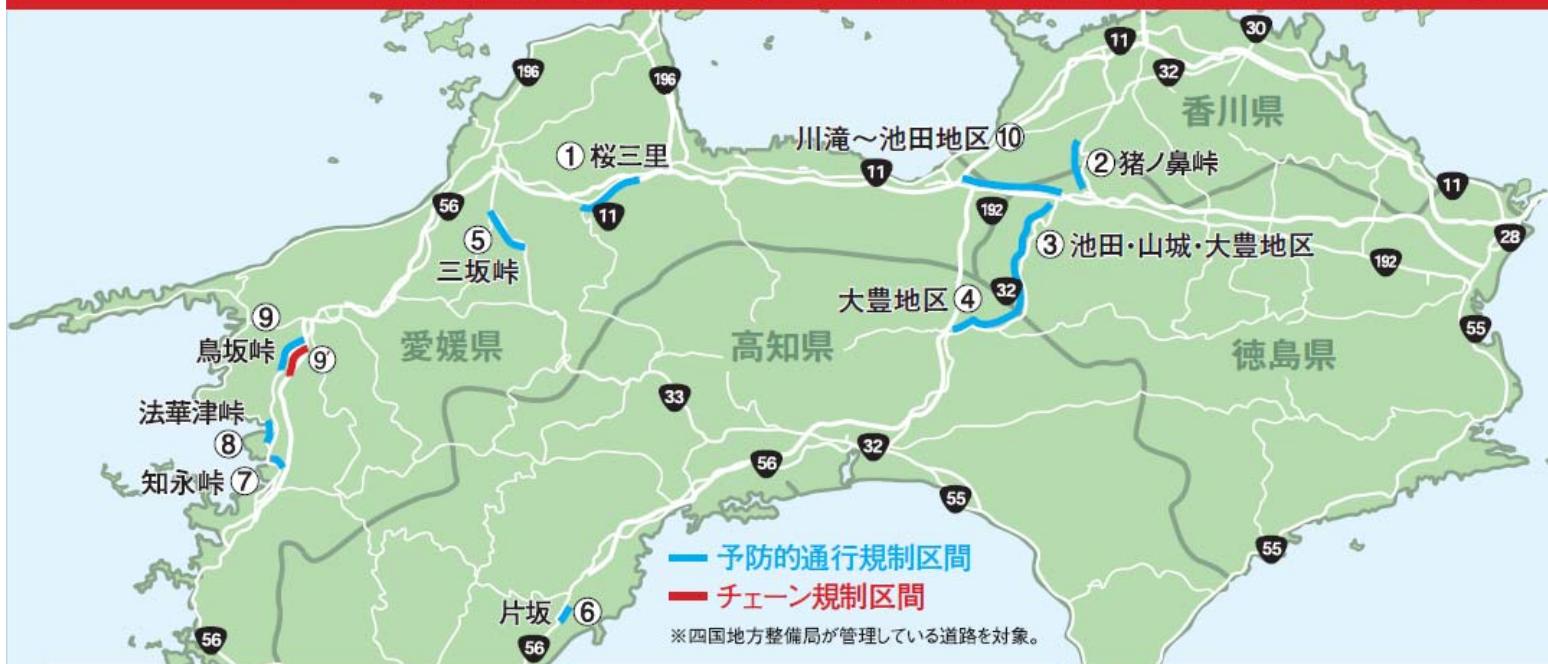 30
11
196
196
32
香川県
川滝～池田地区⑩
①桜三里
②猪ノ鼻峠
11
11
56
11
192
⑤
三坂峠
③池田・山城・大豊地区
28
192
32
大豊地区④
⑨
鳥坂峠
⑨'
愛媛県
高知県
徳島県
55
33
法華津峠
⑧
知永峠⑦
56
32
55
55
予防的通行規制区間
チェーン規制区間
片坂⑥
※四国地方整備局が管理している道路を対象。
56
56